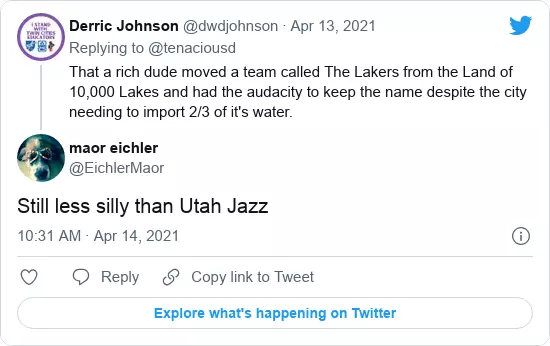 Derric Johnson @dwdjohnson · Apr 13, 2021
Replying to @tenaciousd
That a rich dude moved a team called The Lakers from the Land of
10,000 Lakes and had the audacity to keep the name despite the city
needing to import 2/3 of it's water.
I STAND
WITH
TWIN CITIES
EDUCATORS
maor eichler
@EichlerMaor
Still less silly than Utah Jazz
10:31 AM · Apr 14, 2021
Reply
Copy link to Tweet
Explore what's happening on Twitter